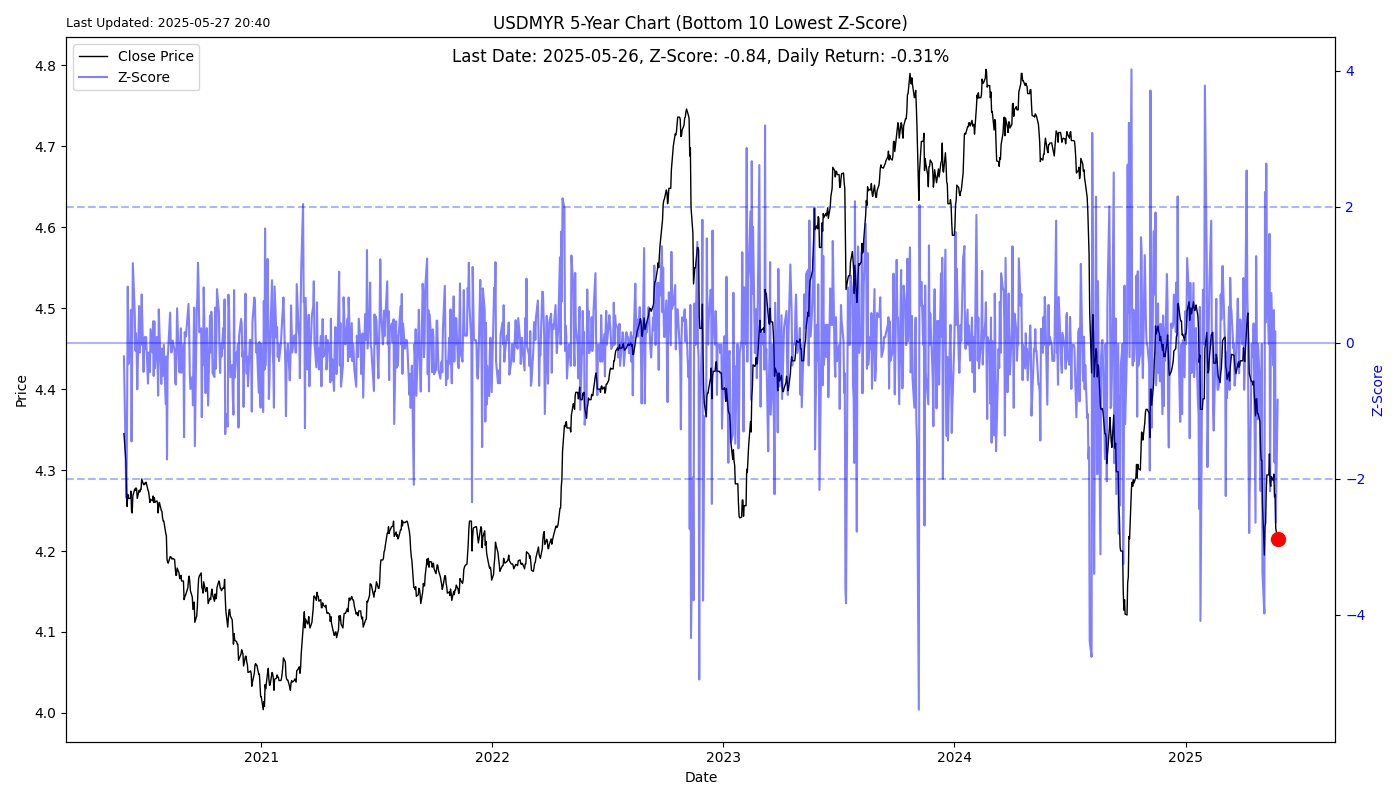 Last Updated: 2025-05-27 20:40
USDMYR 5-Year Chart (Bottom 10 Lowest Z-Score)
Last Date: 2025-05-26, Z-Score: -0.84, Daily Return: -0.31%
Close Price
Z-Score
4.8
4.7
4.6
4.5
4.4
4.3
4.2
4.1
4.0
Price
4
2
0
−2
−4
Z-Score
2021
2022
2023
2024
2025
Date